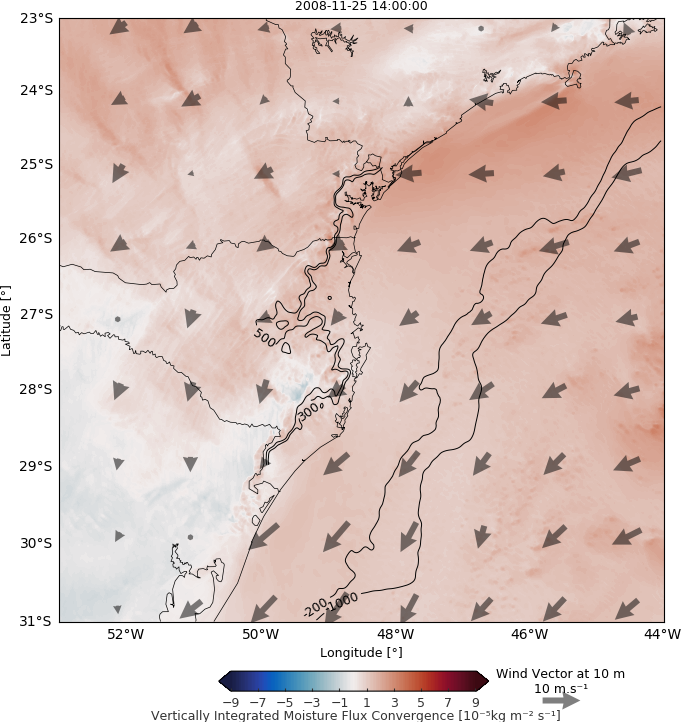 2008-11-25 14:00:00
23°S
24°S
25°S
26°S
27°S
28°S
29°S
30°S
31°S
Latitude [°]
500
300
-200
-1000
52°W 50°W 48°W 46°W 44°W
Longitude [°]
Wind Vector at 10 m
10 m.s⁻¹
−9 −7 −5 −3 −1 1 3 5 7 9
Vertically Integrated Moisture Flux Convergence [10⁻⁵kg m⁻² s⁻¹]